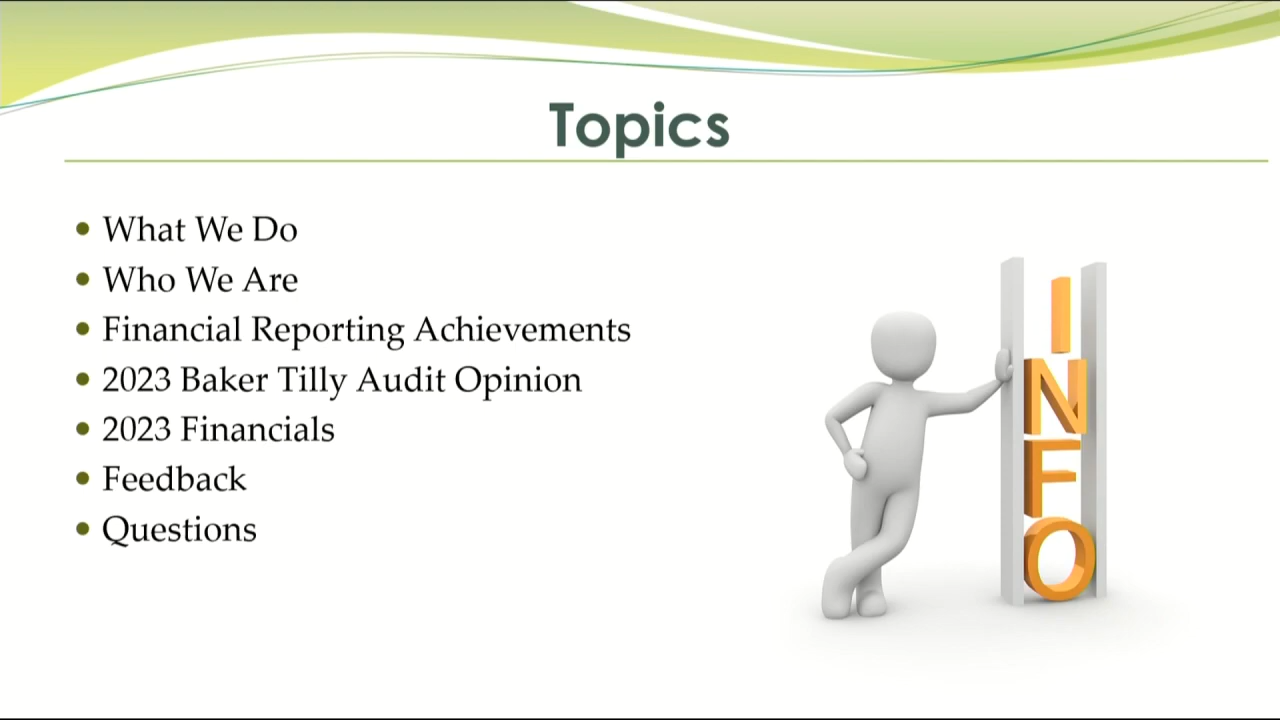 Topics
What We Do
Who We Are
Financial Reporting Achievements
2023 Baker Tilly Audit Opinion
2023 Financials
Feedback
Questions
INFO